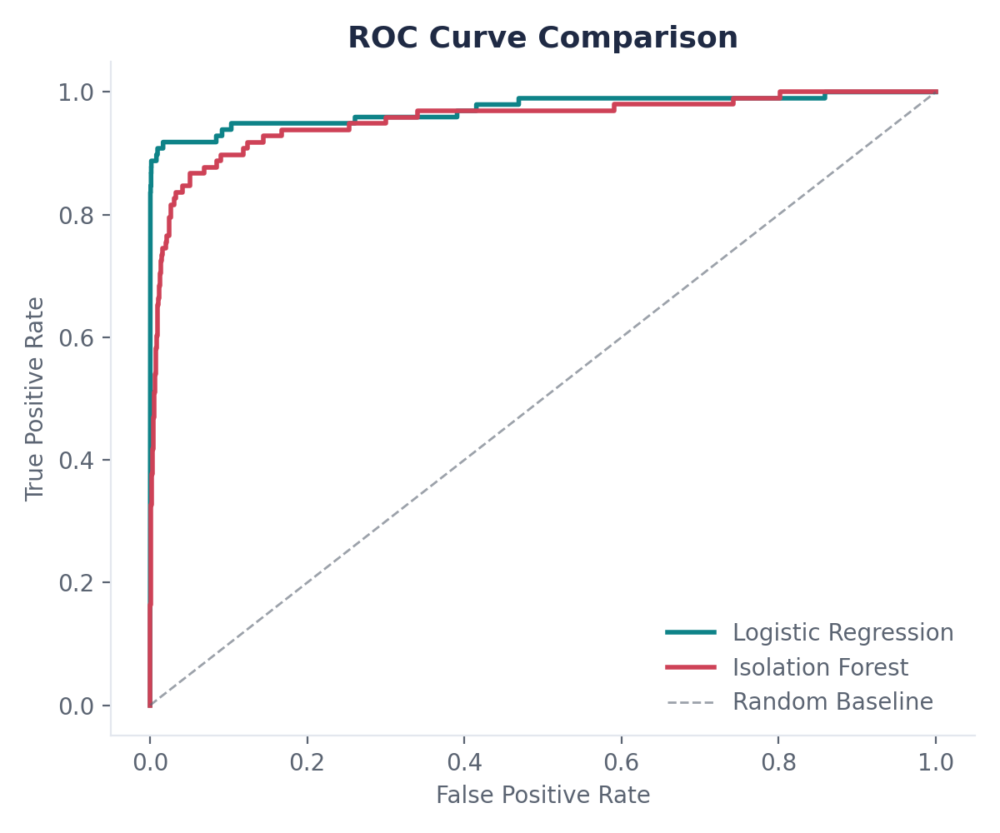 ROC Curve Comparison
1.0
0.8
0.6
0.4
0.2
0.0
True Positive Rate
0.0 0.2 0.4 0.6 0.8 1.0
False Positive Rate
Logistic Regression
Isolation Forest
Random Baseline